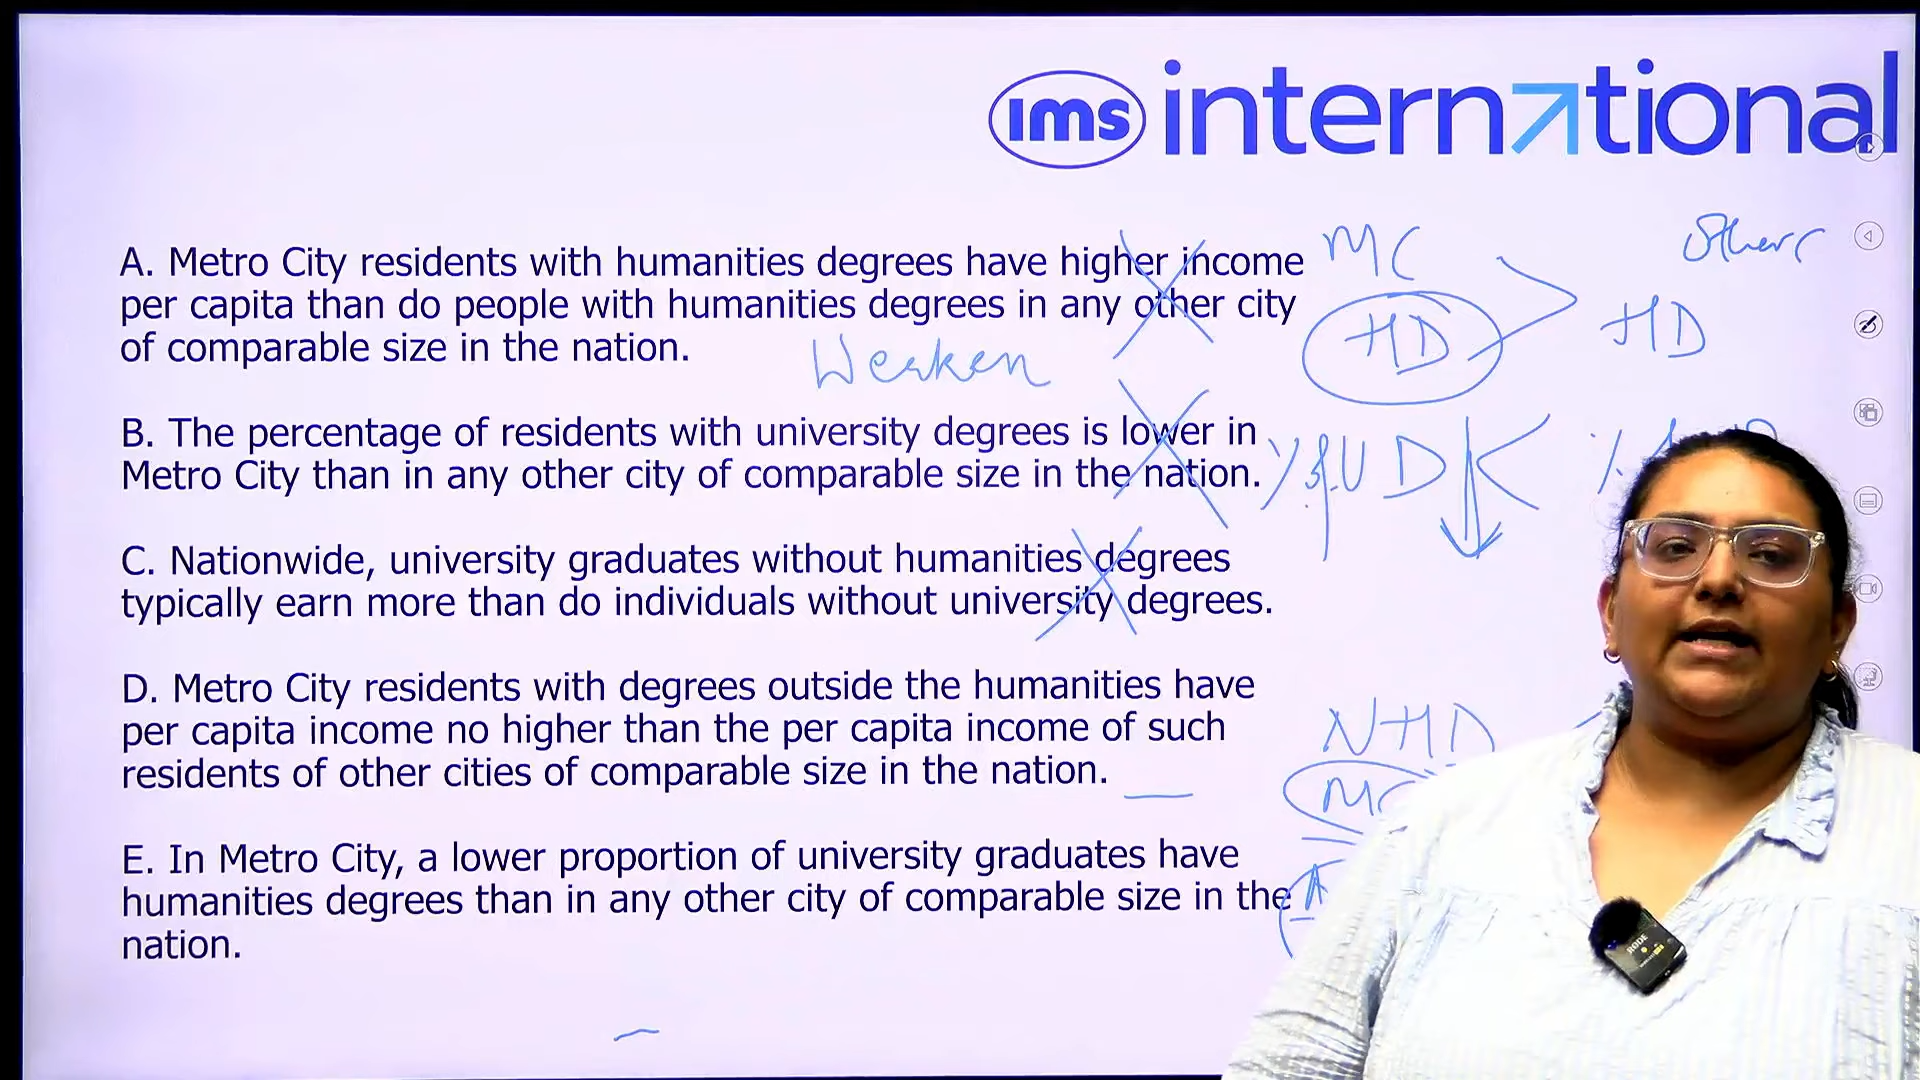 ıms internatıonal
A. Metro City residents with humanities degrees have higher income
per capita than do people with humanities degrees in any other city
of comparable size in the nation.
Weaken
MC
Others
HD
HD
B. The percentage of residents with university degrees is lower in
Metro City than in any other city of comparable size in the nation.
% of UD <
C. Nationwide, university graduates without humanities degrees
typically earn more than do individuals without university degrees.
D. Metro City residents with degrees outside the humanities have
per capita income no higher than the per capita income of such
residents of other cities of comparable size in the nation.
NHD
MC
E. In Metro City, a lower proportion of university graduates have
humanities degrees than in any other city of comparable size in the
nation.
RODE